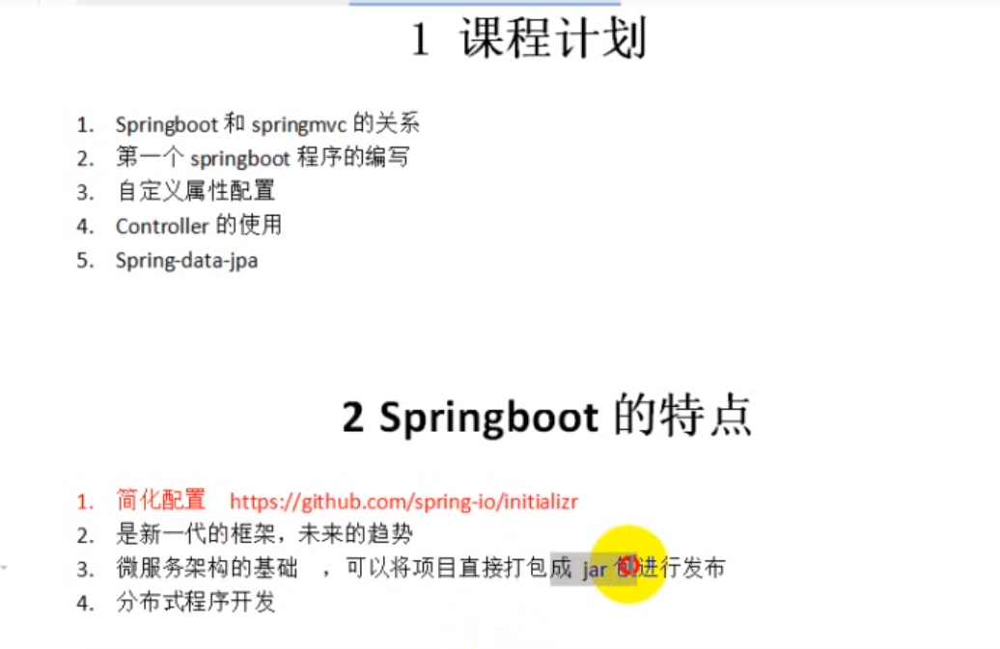 1 课程计划
1. Springboot 和 springmvc 的关系
2. 第一个 springboot 程序的编写
3. 自定义属性配置
4. Controller 的使用
5. Spring-data-jpa
2 Springboot 的特点
1. 简化配置 https://github.com/spring-io/initializr
2. 是新一代的框架，未来的趋势
3. 微服务架构的基础 ，可以将项目直接打包成 jar 包进行发布
4. 分布式程序开发